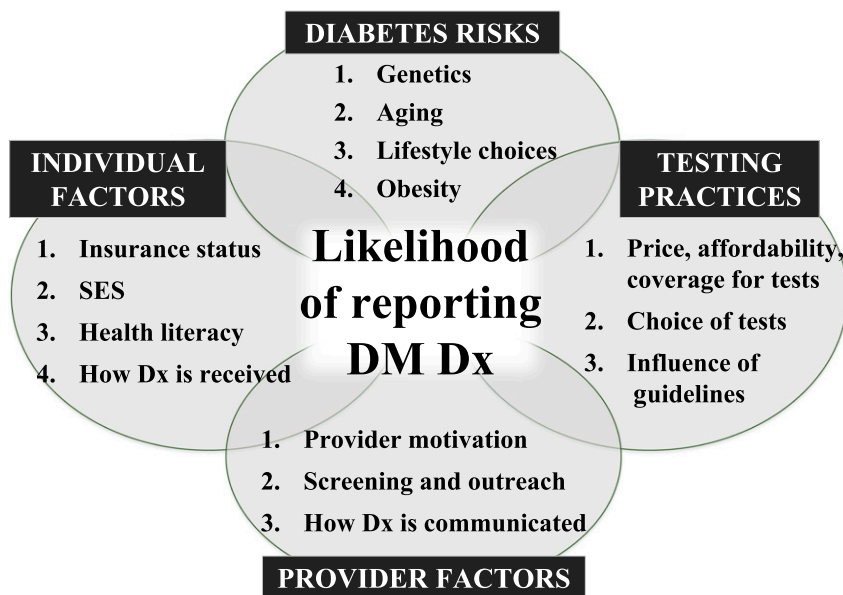 DIABETES RISKS
1. Genetics
2. Aging
3. Lifestyle choices
4. Obesity
INDIVIDUAL
FACTORS
1. Insurance status
2. SES
3. Health literacy
4. How Dx is received
Likelihood
of reporting
DM Dx
TESTING
PRACTICES
1. Price, affordability,
coverage for tests
2. Choice of tests
3. Influence of
guidelines
1. Provider motivation
2. Screening and outreach
3. How Dx is communicated
PROVIDER FACTORS